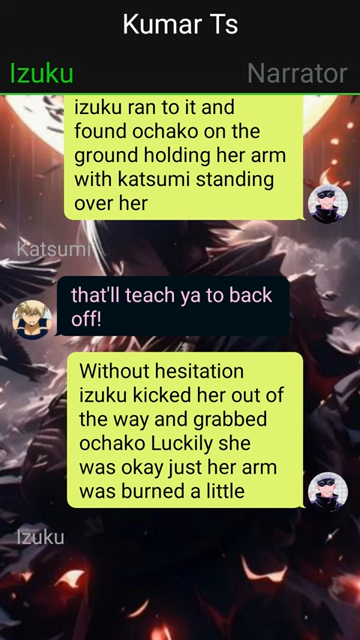 Kumar Ts
Izuku Narrator
izuku ran to it and
found ochako on the
ground holding her arm
with katsumi standing
over her
Katsumi
that'll teach ya to back
off!
Without hesitation
izuku kicked her out of
the way and grabbed
ochako Luckily she
was okay just her arm
was burned a little
Izuku